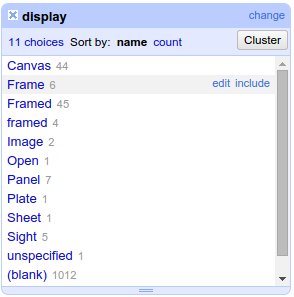 display change
11 choices Sort by: name count Cluster
Canvas 44
Frame 6 edit include
Framed 45
framed 4
Image 2
Open 1
Panel 7
Plate 1
Sheet 1
Sight 5
unspecified 1
(blank) 1012